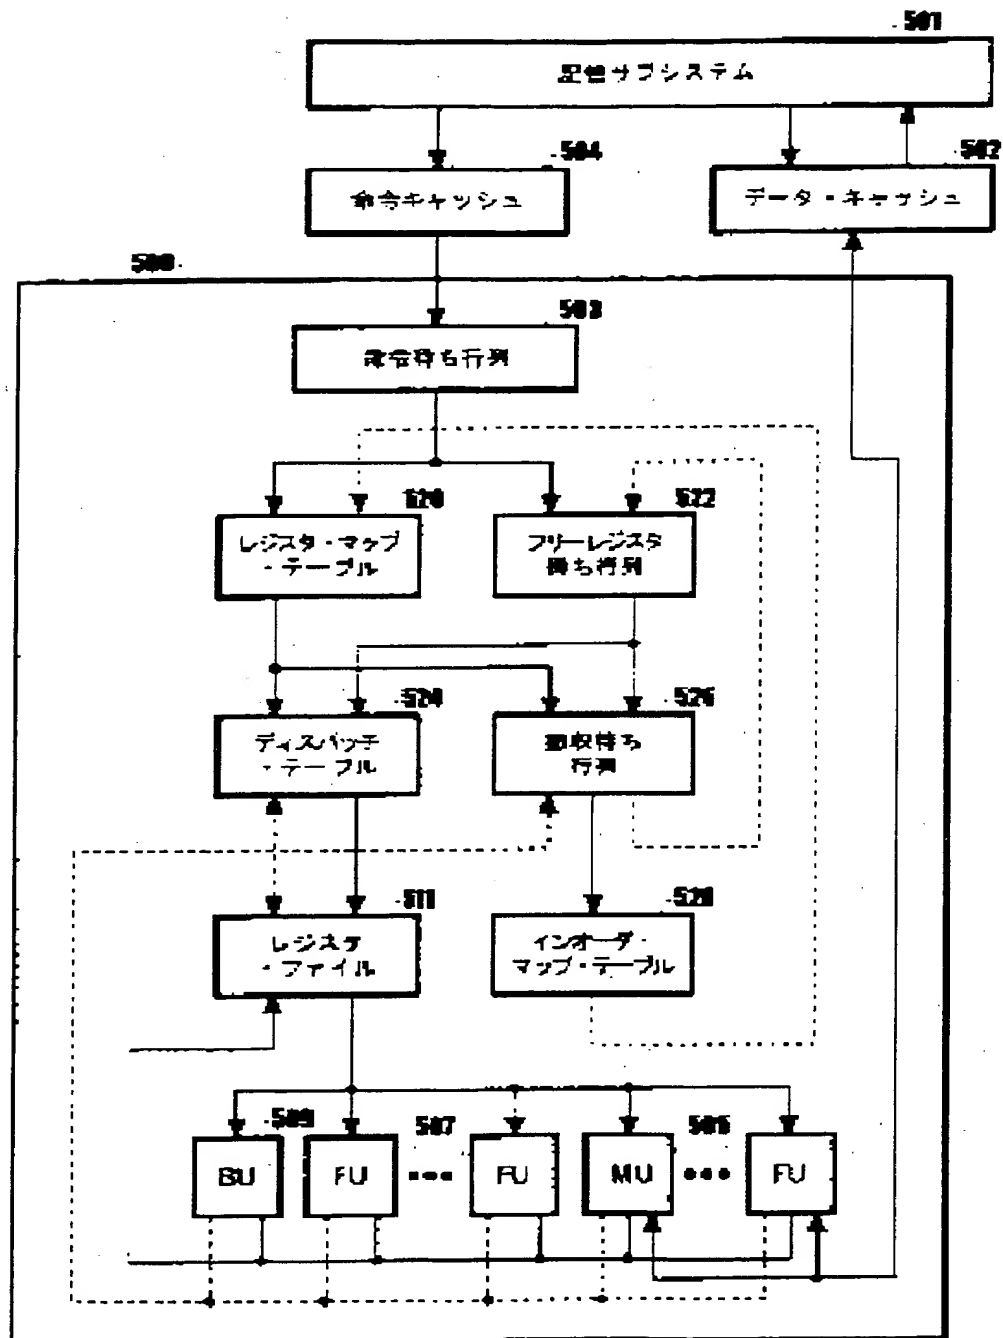 501
記憶サブシステム
504
502
命令キャッシュ
データ・キャッシュ
500
503
命令待ち行列
520
522
レジスタ・マップ
・テーブル
フリーレジスタ
待ち行列
524
526
ディスパッチ
・テーブル
撤収待ち
行列
511
528
レジスタ
・ファイル
インオーダ・
マップ・テーブル
509
507
505
BU
FU
•••
FU
MU
•••
FU